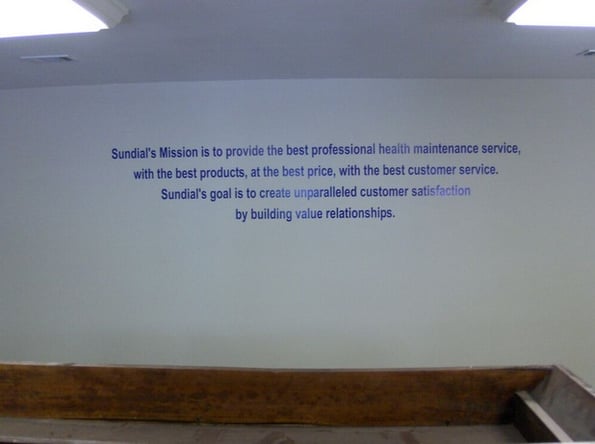 Sundial's Mission is to provide the best professional health maintenance service,
with the best products, at the best price, with the best customer service.
Sundial's goal is to create unparalleled customer satisfaction
by building value relationships.